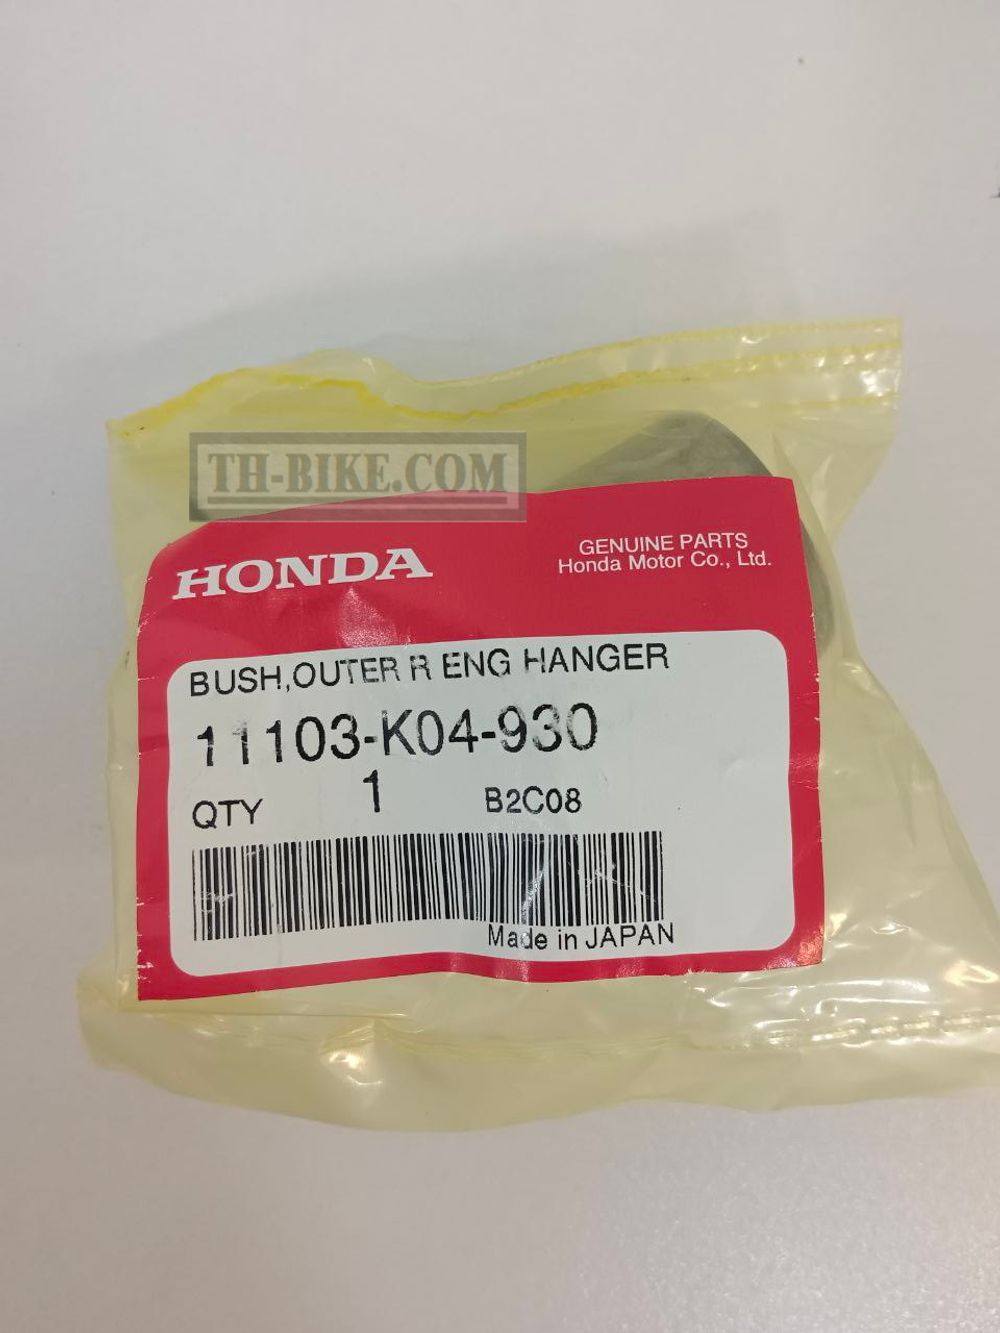 TH-BIKE.COM
HONDA
GENUINE PARTS
Honda Motor Co., Ltd.
BUSH,OUTER R ENG HANGER
11103-K04-930
QTY 1 B2C08
Made in JAPAN